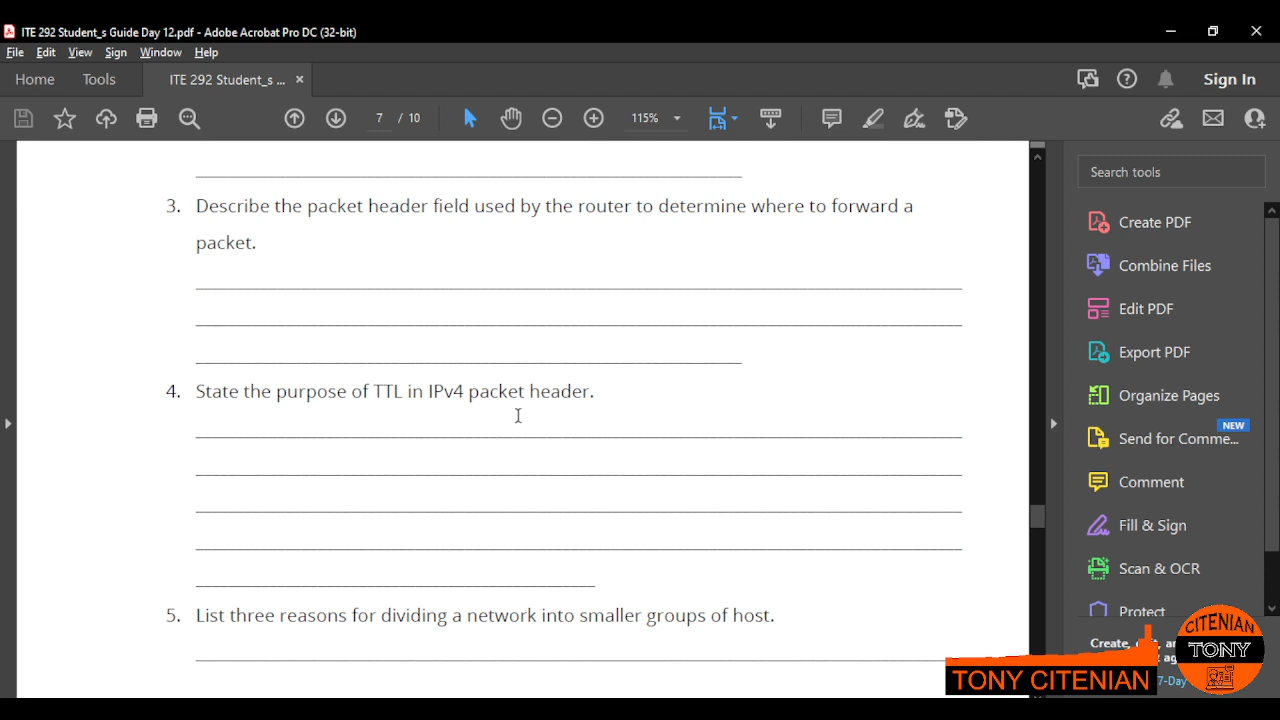 ITE 292 Student_s Guide Day 12.pdf - Adobe Acrobat Pro DC (32-bit)
File Edit View Sign Window Help
Home Tools ITE 292 Student_s ... × Sign In
7 / 10 115%
Search tools
3. Describe the packet header field used by the router to determine where to forward a
packet.
4. State the purpose of TTL in IPv4 packet header.
5. List three reasons for dividing a network into smaller groups of host.
Create PDF
Combine Files
Edit PDF
Export PDF
Organize Pages
NEW
Send for Comme...
Comment
Fill & Sign
Scan & OCR
Protect
Create,
7-Day
TONY CITENIAN
CITENIAN
TONY